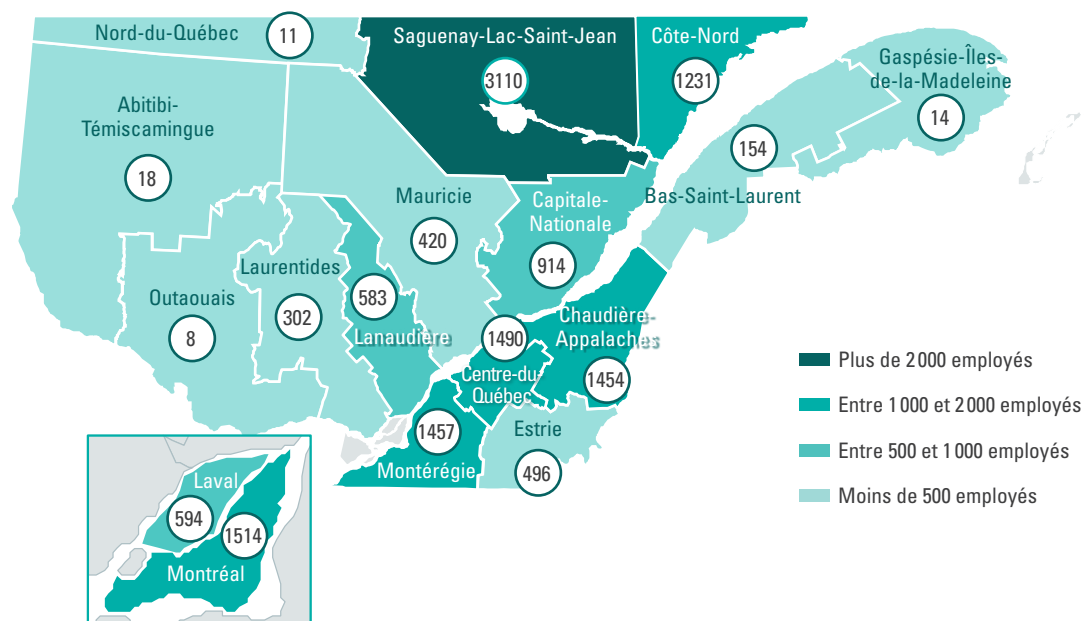 Nord-du-Québec
11
Saguenay-Lac-Saint-Jean
3110
Côte-Nord
1231
Gaspésie-Îles-
de-la-Madeleine
14
Abitibi-
Témiscamingue
18
154
Bas-Saint-Laurent
Mauricie
420
Capitale-
Nationale
914
Laurentides
302
583
Lanaudière
Outaouais
8
1490
Centre-du-
Québec
Chaudière-
Appalaches
1454
1457
Montérégie
Estrie
496
Laval
594
1514
Montréal
Plus de 2 000 employés
Entre 1 000 et 2 000 employés
Entre 500 et 1 000 employés
Moins de 500 employés